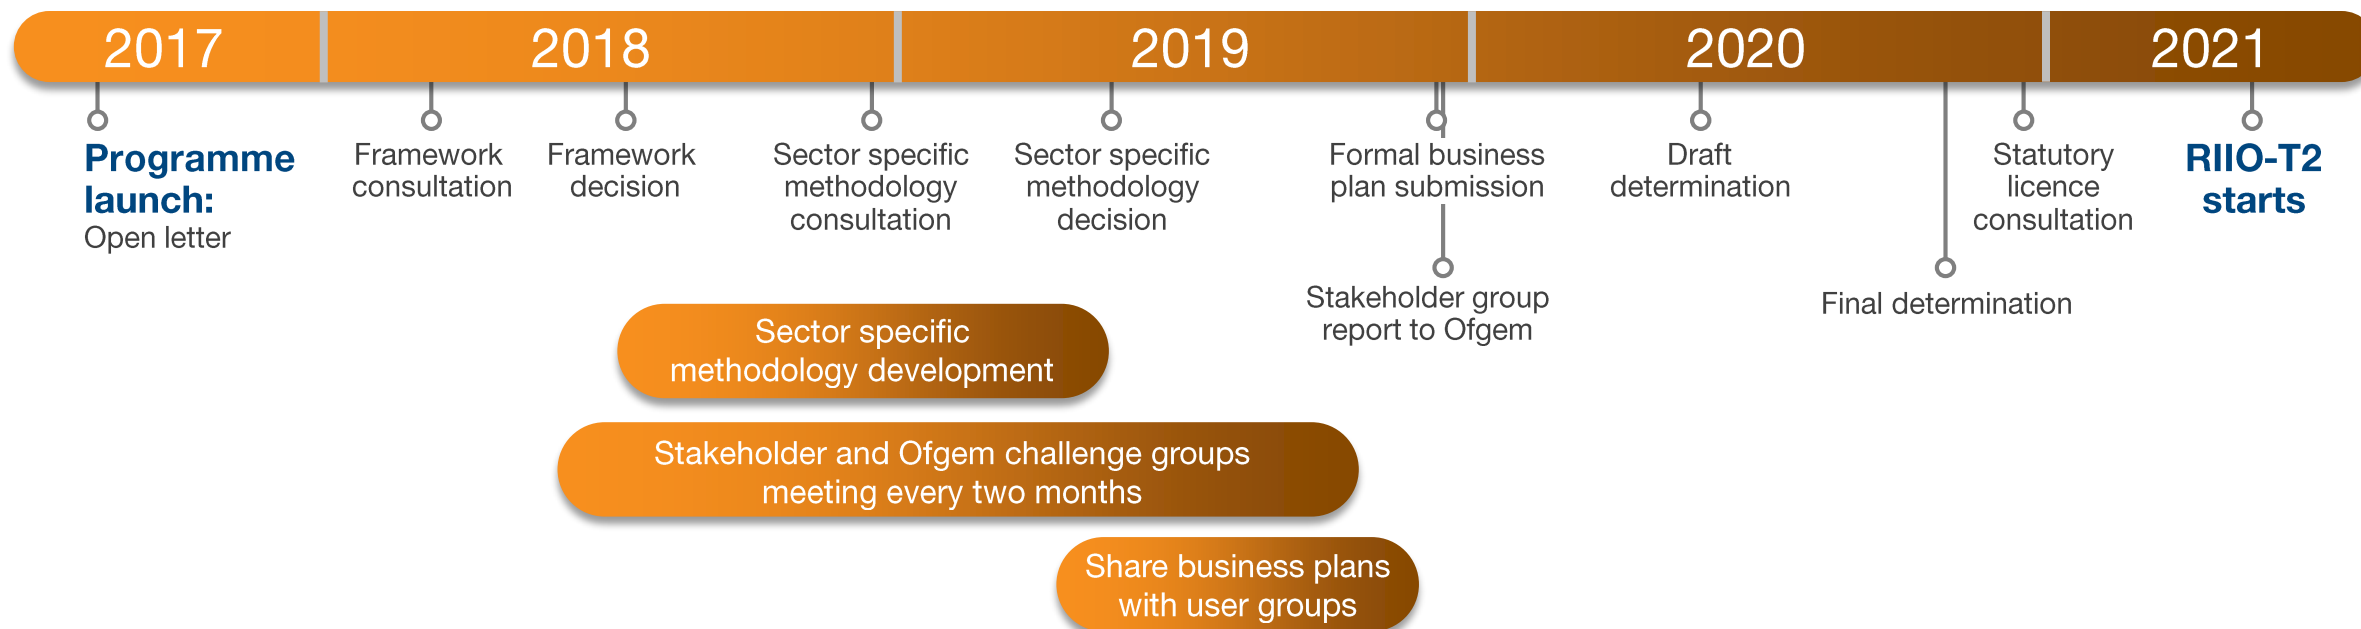 2017
2018
2019
2020
2021
Programme
launch:
Open letter
Framework
consultation
Framework
decision
Sector specific
methodology
consultation
Sector specific
methodology
decision
Formal business
plan submission
Stakeholder group
report to Ofgem
Draft
determination
Final determination
Statutory
licence
consultation
RIIO-T2
starts
Sector specific
methodology development
Stakeholder and Ofgem challenge groups
meeting every two months
Share business plans
with user groups